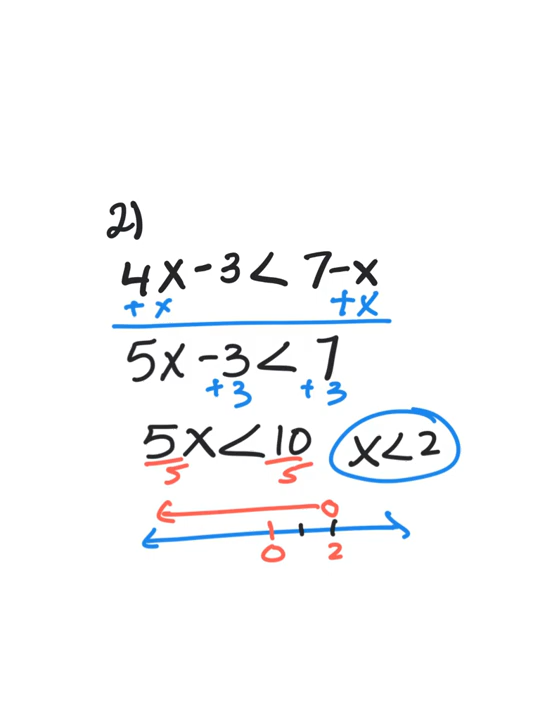 2)
4x-3<7-x
+x +x
5x-3<7
+3 +3
5x<10 x<2
5 5
0 2